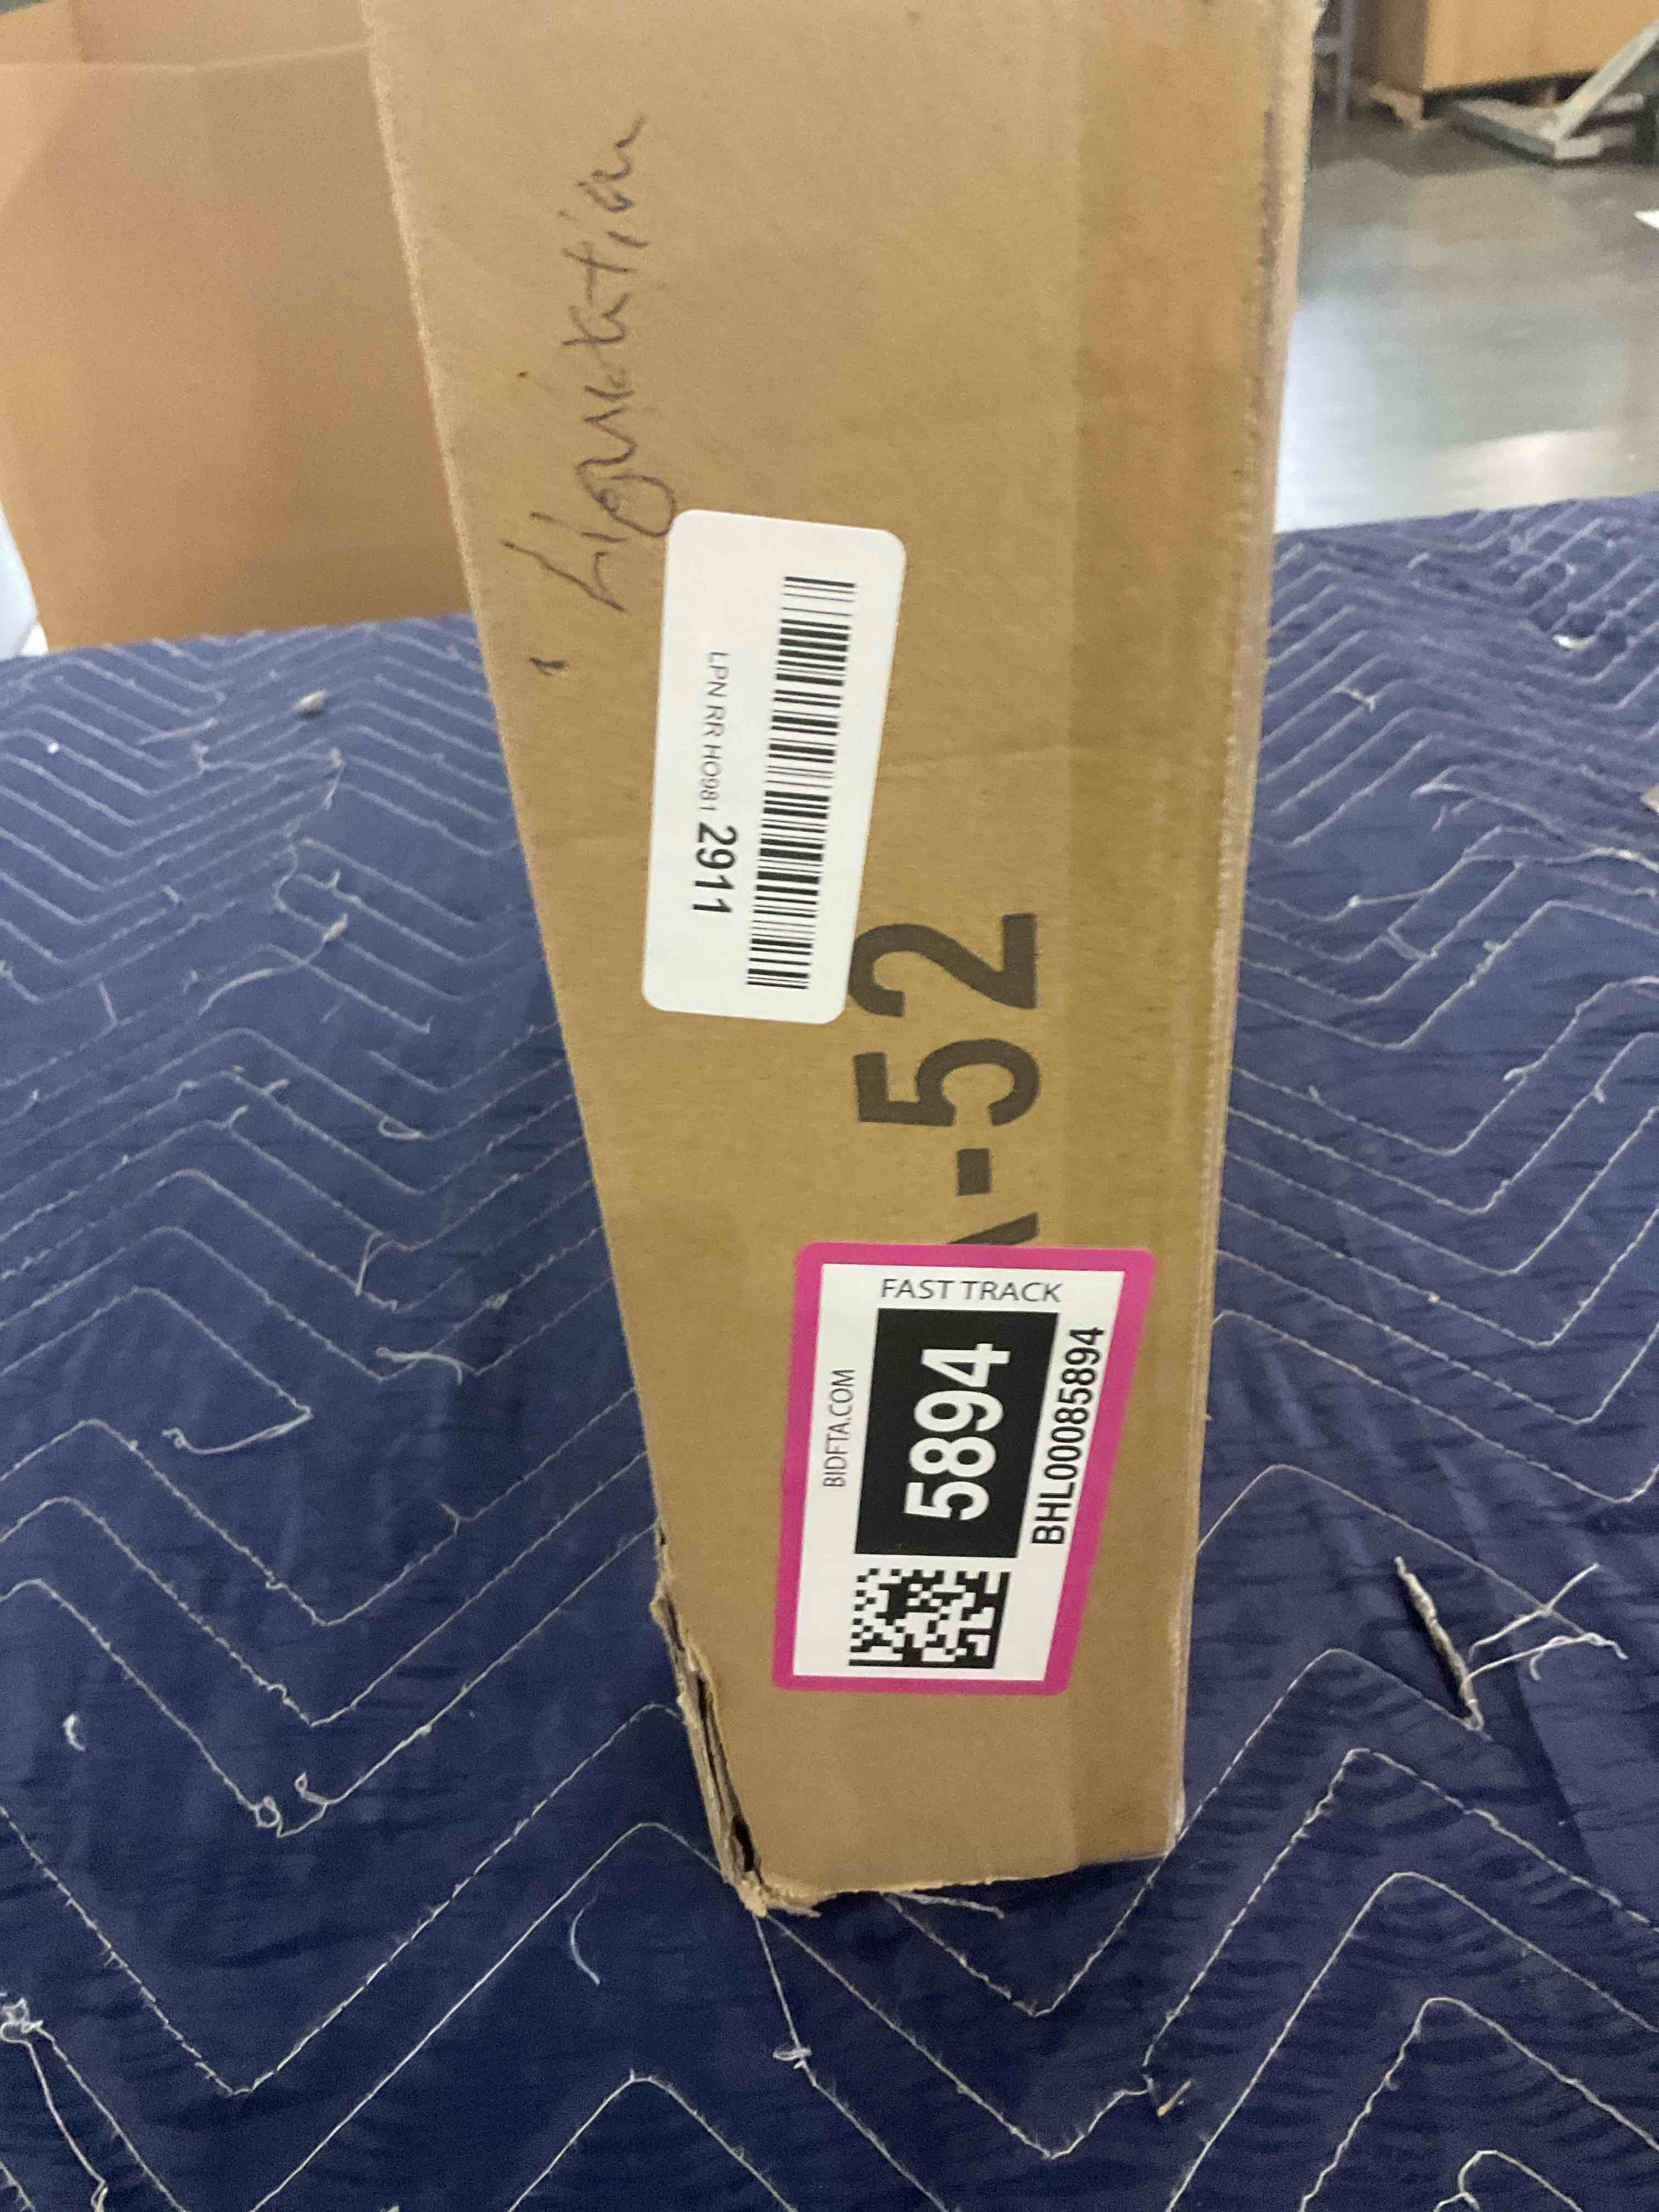 Liquidation
LPN RR HO981 2911
-52
FAST TRACK
BIDFTA.COM
5894
BHL00085894